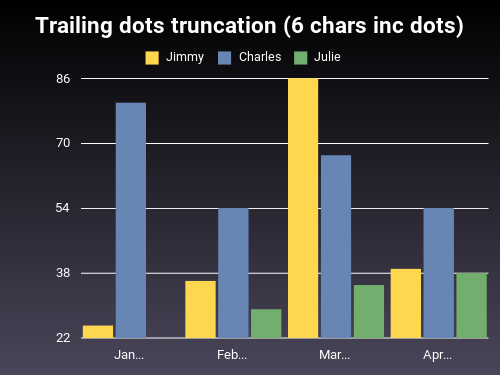 Trailing dots truncation (6 chars inc dots)
Jimmy Charles Julie
86
70
54
38
22
Jan... Feb... Mar... Apr...